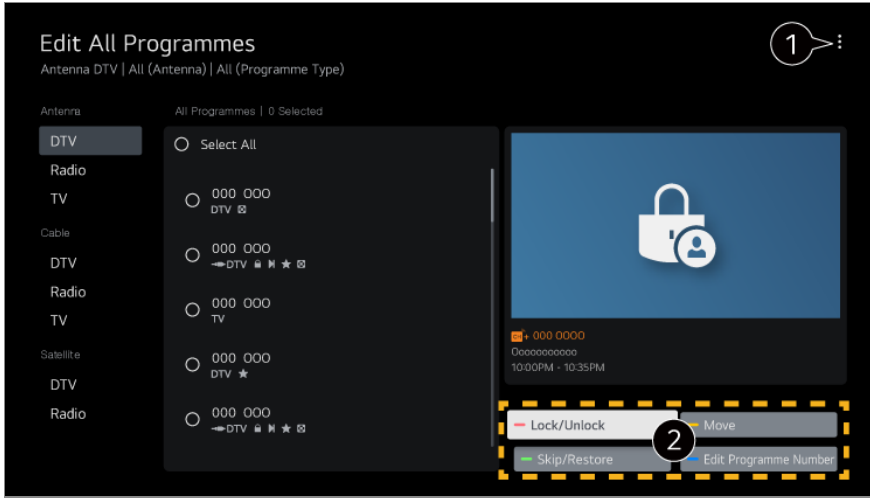 Edit All Programmes
1
Antenna DTV | All (Antenna) | All (Programme Type)
Antenna
DTV
Radio
TV
Cable
DTV
Radio
TV
Satellite
DTV
Radio
All Programmes | 0 Selected
Select All
000 000
DTV
000 000
DTV
000 000
TV
000 000
DTV
000 000
DTV
CH+ 000 0000
Ooooooooooo
10:00PM - 10:35PM
Lock/Unlock
Move
2
Skip/Restore
Edit Programme Number